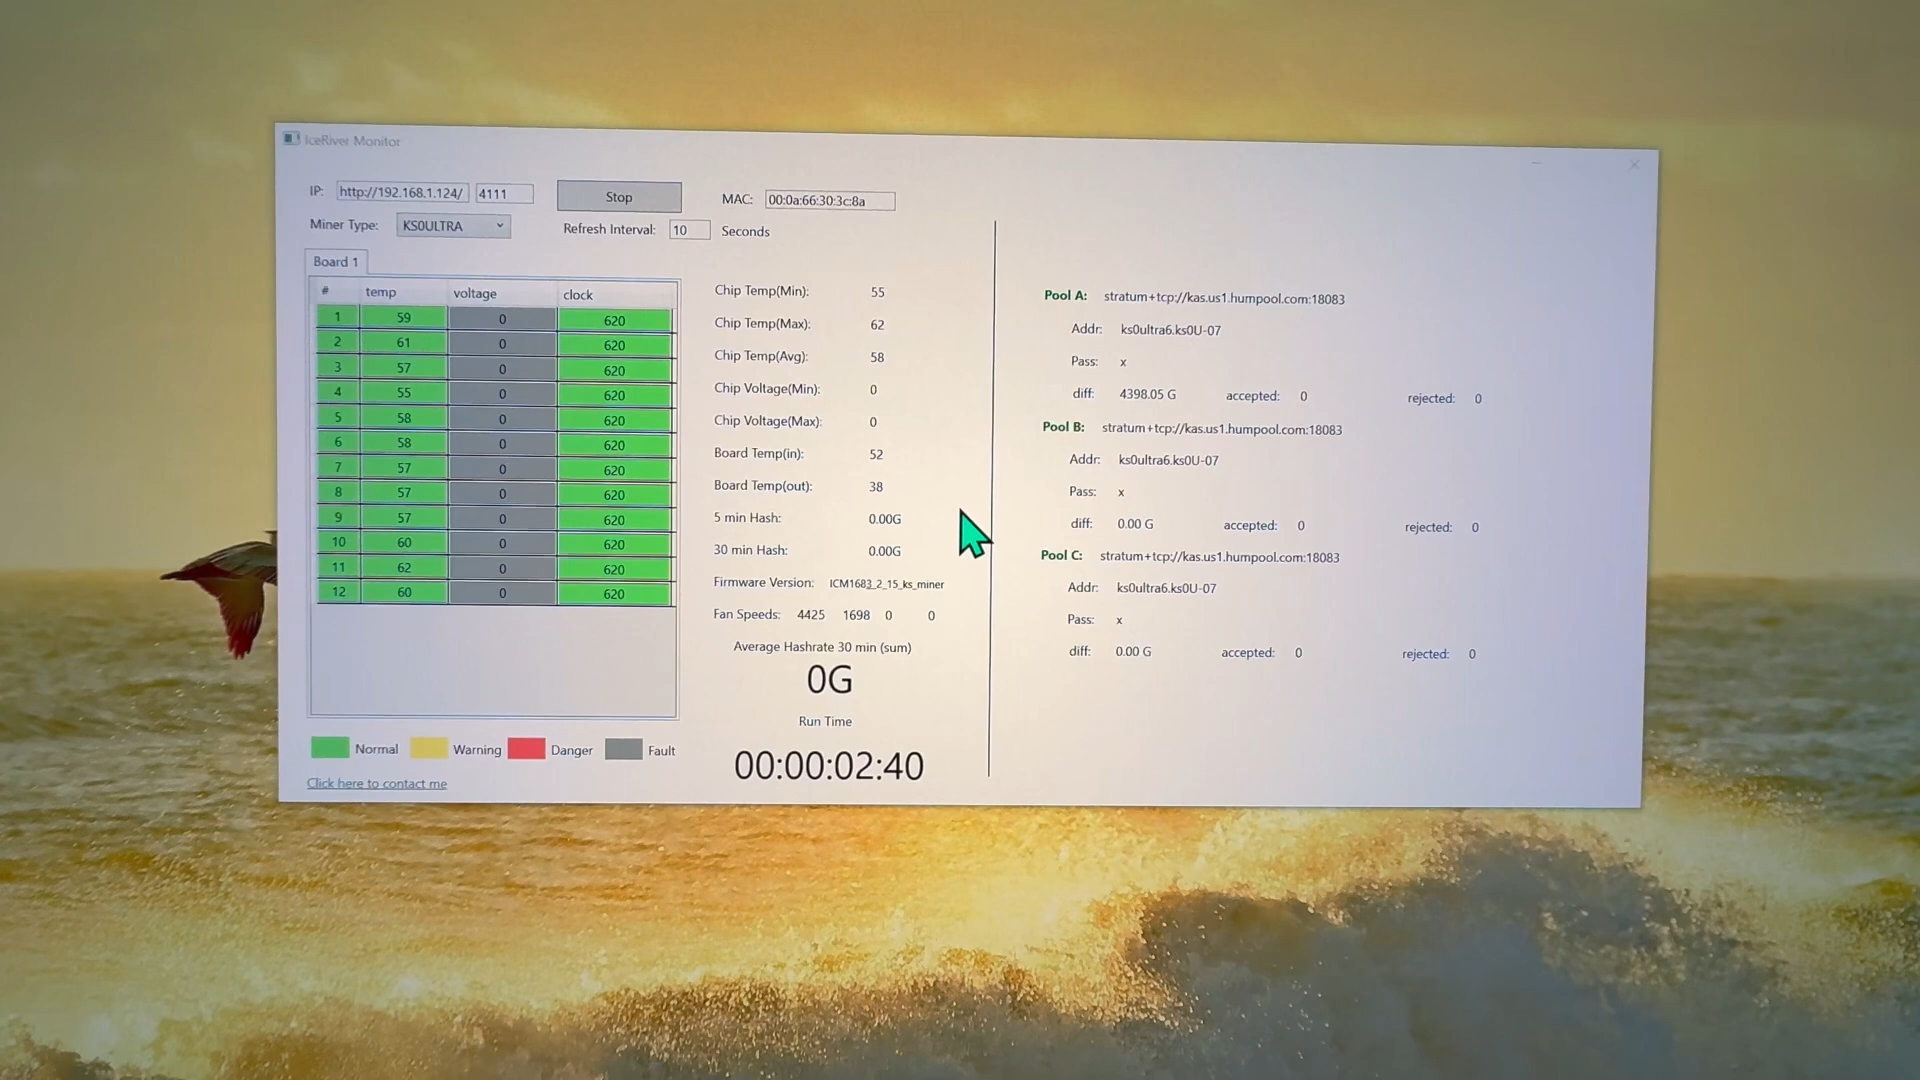 IceRiver Monitor
IP: http://192.168.1.124/ 4111 Stop MAC: 00:0a:66:30:3c:8a
Miner Type: KS0ULTRA Refresh Interval: 10 Seconds
Board 1
# temp voltage clock
1 59 0 620
2 61 0 620
3 57 0 620
4 55 0 620
5 58 0 620
6 58 0 620
7 57 0 620
8 57 0 620
9 57 0 620
10 60 0 620
11 62 0 620
12 60 0 620
Normal Warning Danger Fault
Click here to contact me
Chip Temp(Min): 55
Chip Temp(Max): 62
Chip Temp(Avg): 58
Chip Voltage(Min): 0
Chip Voltage(Max): 0
Board Temp(in): 52
Board Temp(out): 38
5 min Hash: 0.00G
30 min Hash: 0.00G
Firmware Version: ICM1683_2_15_ks_miner
Fan Speeds: 4425 1698 0 0
Average Hashrate 30 min (sum)
0G
Run Time
00:00:02:40
Pool A: stratum+tcp://kas.us1.humpool.com:18083
Addr: ks0ultra6.ks0U-07
Pass: x
diff: 4398.05 G accepted: 0 rejected: 0
Pool B: stratum+tcp://kas.us1.humpool.com:18083
Addr: ks0ultra6.ks0U-07
Pass: x
diff: 0.00 G accepted: 0 rejected: 0
Pool C: stratum+tcp://kas.us1.humpool.com:18083
Addr: ks0ultra6.ks0U-07
Pass: x
diff: 0.00 G accepted: 0 rejected: 0